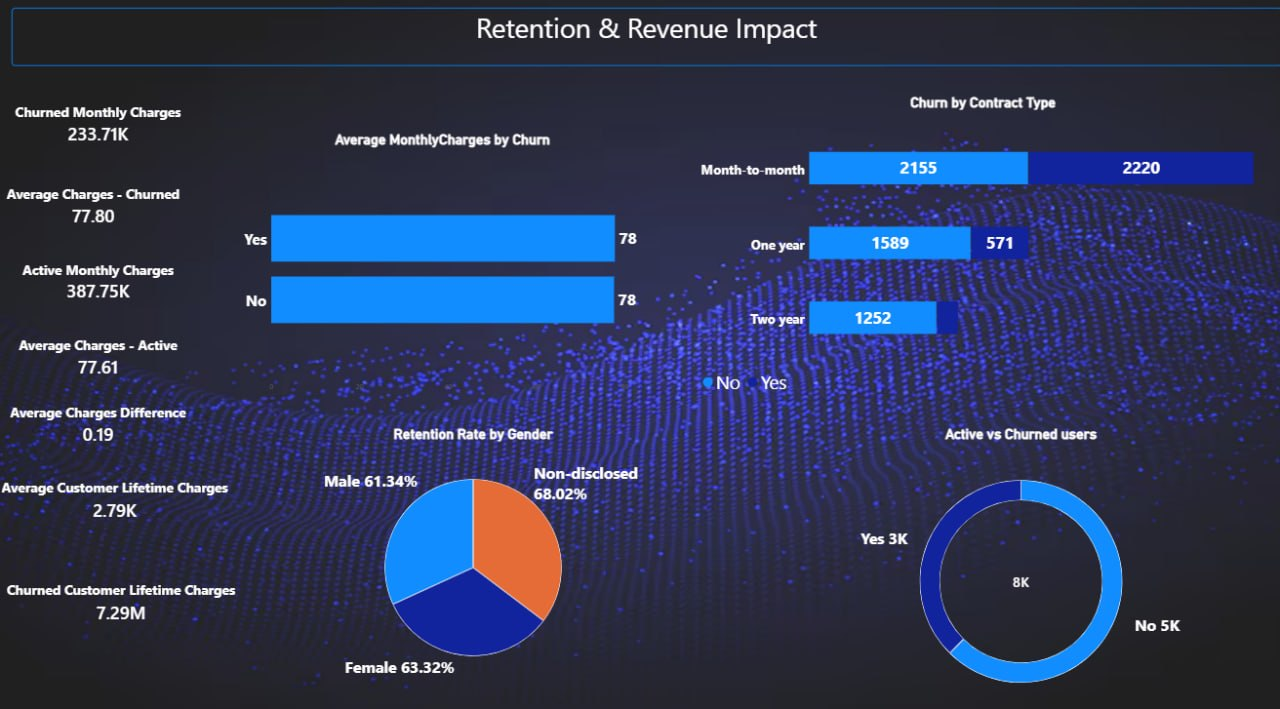 Retention & Revenue Impact
Churned Monthly Charges
233.71K
Average Charges - Churned
77.80
Active Monthly Charges
387.75K
Average Charges - Active
77.61
Average Charges Difference
0.19
Average Customer Lifetime Charges
2.79K
Churned Customer Lifetime Charges
7.29M
Average MonthlyCharges by Churn
Yes
78
No
78
Churn by Contract Type
Month-to-month
2155
2220
One year
1589
571
Two year
1252
No
Yes
Retention Rate by Gender
Male 61.34%
Non-disclosed
68.02%
Female 63.32%
Active vs Churned users
Yes 3K
8K
No 5K